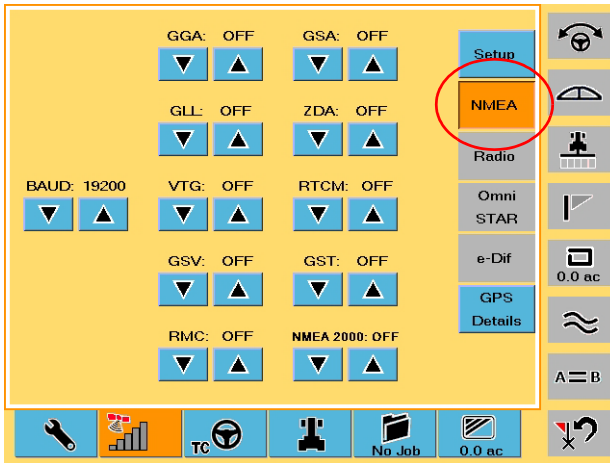 GGA: OFF
GSA: OFF
Setup
NMEA
GLL: OFF
ZDA: OFF
Radio
BAUD: 19200
VTG: OFF
RTCM: OFF
Omni
STAR
GSV: OFF
GST: OFF
e-Dif
0.0 ac
GPS
Details
RMC: OFF
NMEA 2000: OFF
A=B
TC
No Job
0.0 ac